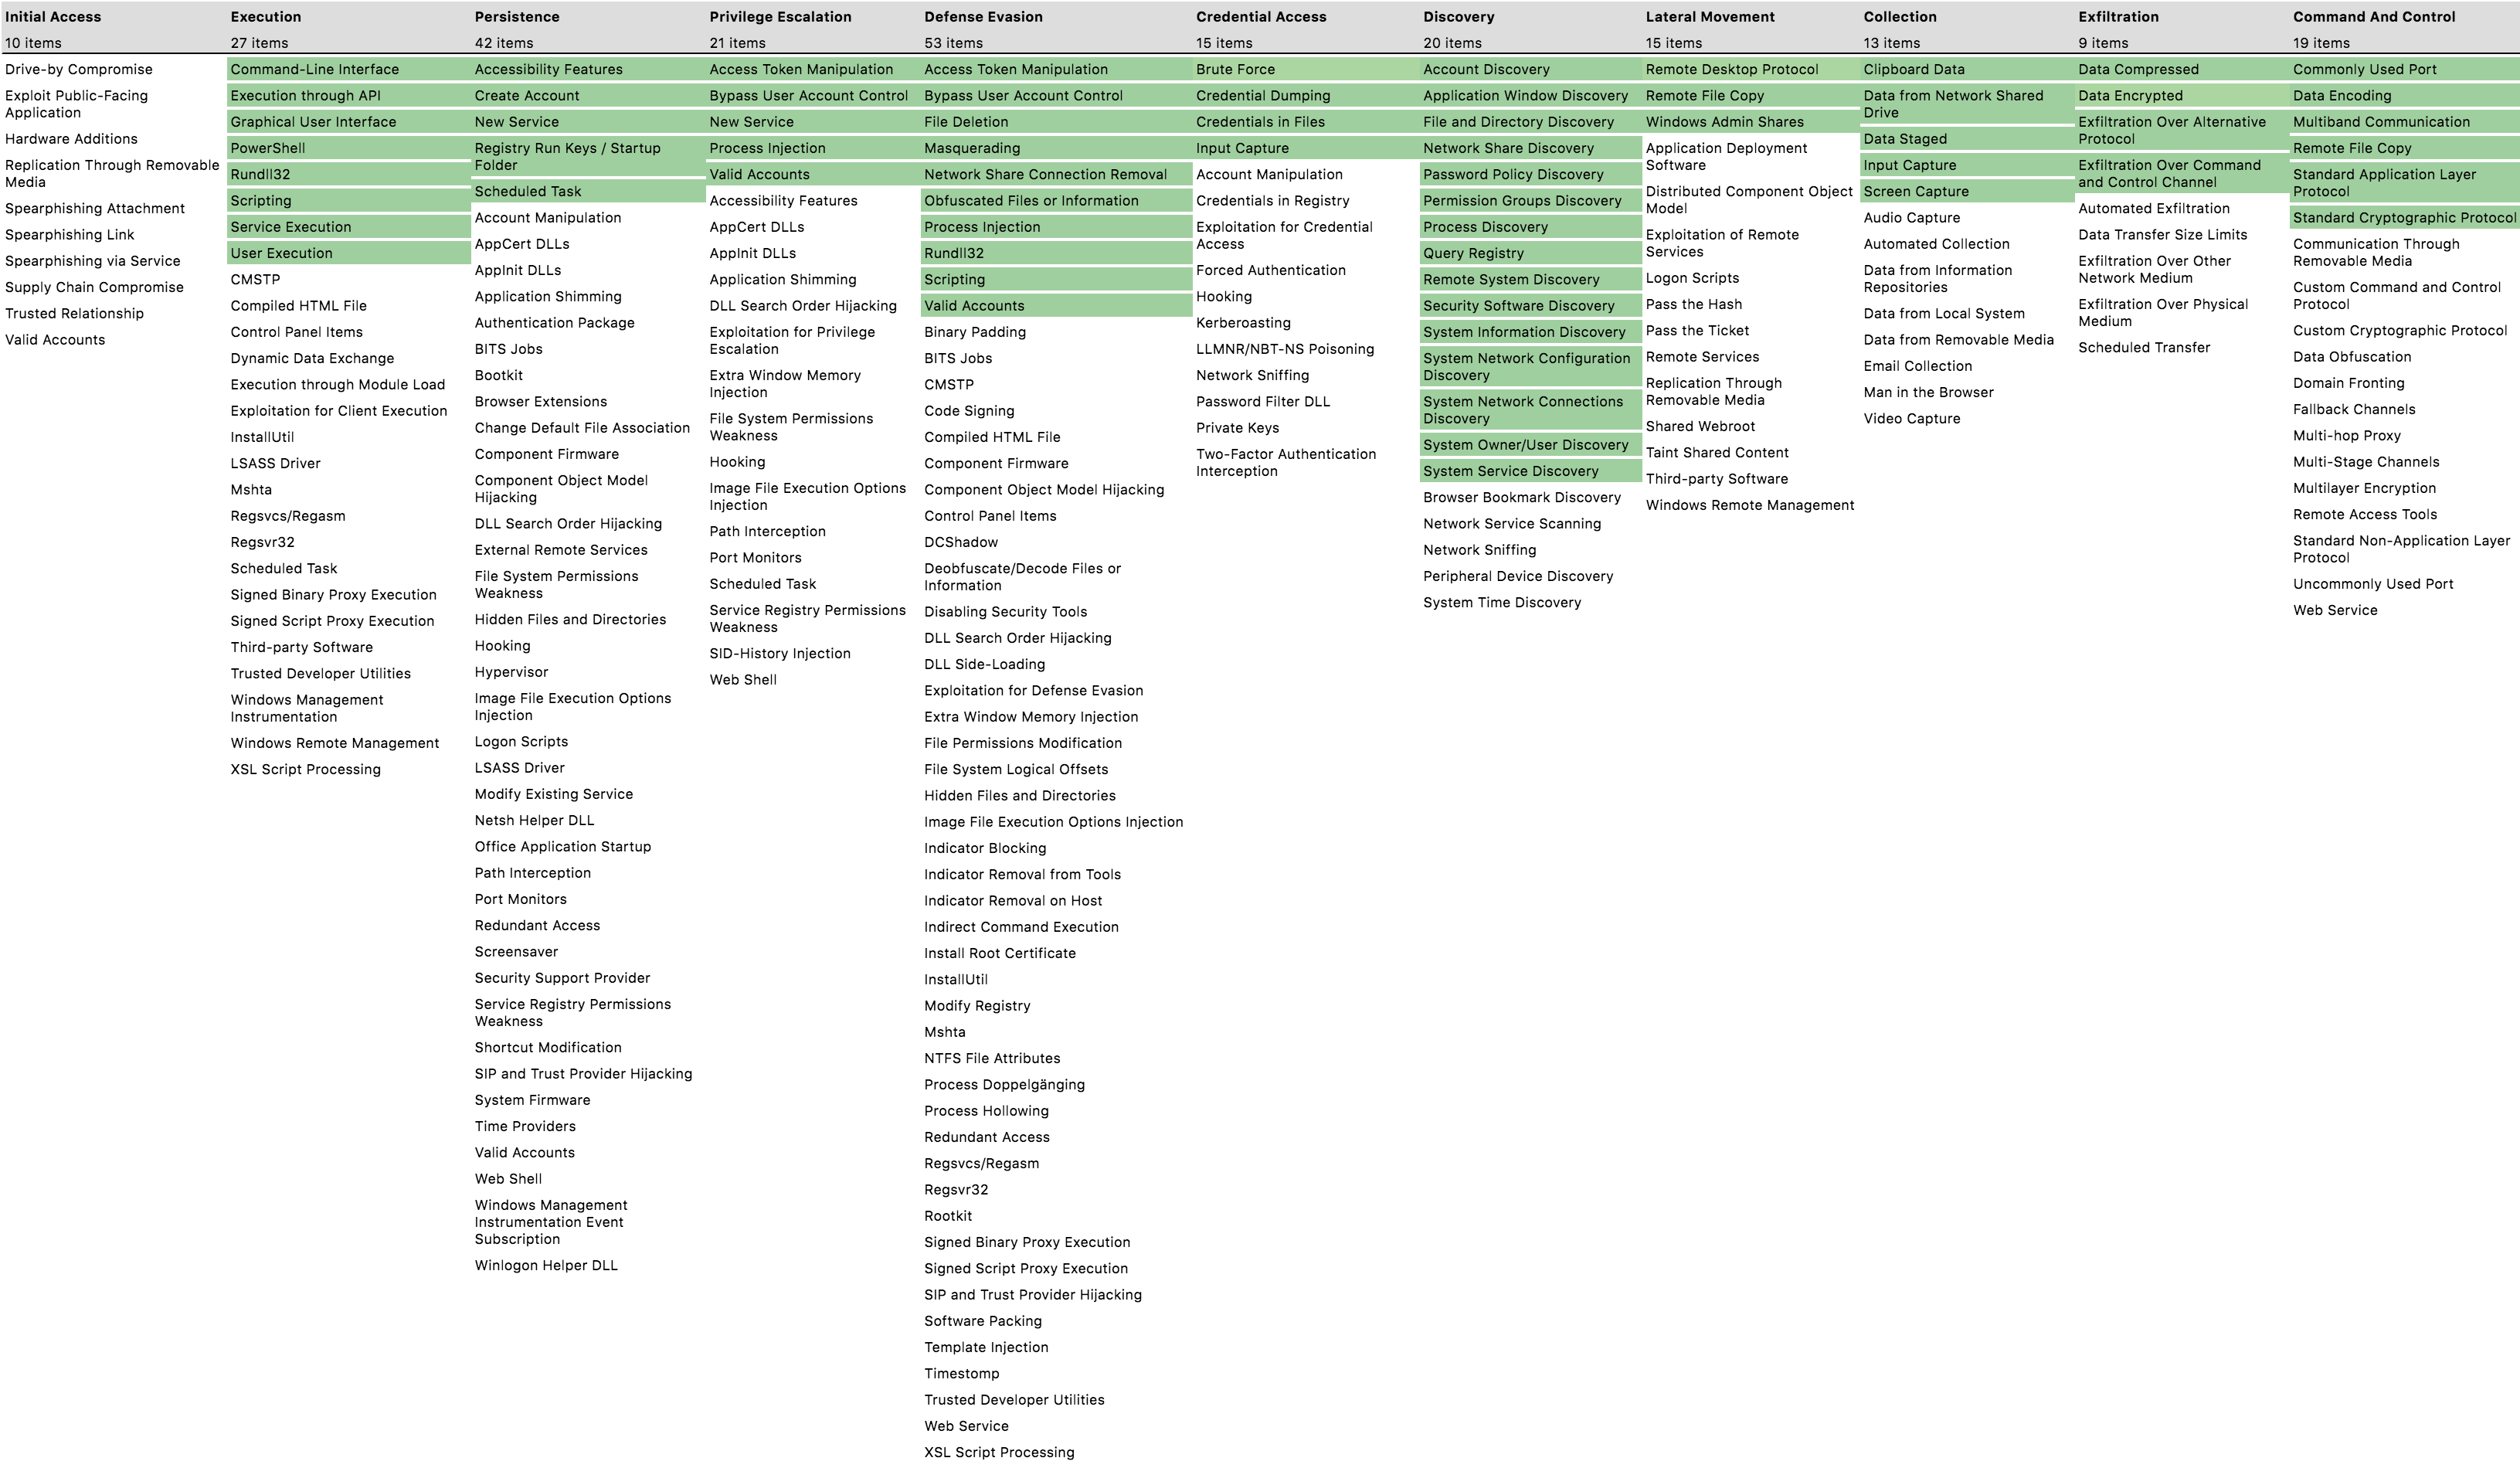 Initial Access
10 items
Drive-by Compromise
Exploit Public-Facing
Application
Hardware Additions
Replication Through Removable
Media
Spearphishing Attachment
Spearphishing Link
Spearphishing via Service
Supply Chain Compromise
Trusted Relationship
Valid Accounts
Execution
27 items
Command-Line Interface
Execution through API
Graphical User Interface
PowerShell
Rundll32
Scripting
Service Execution
User Execution
CMSTP
Compiled HTML File
Control Panel Items
Dynamic Data Exchange
Execution through Module Load
Exploitation for Client Execution
InstallUtil
LSASS Driver
Mshta
Regsvcs/Regasm
Regsvr32
Scheduled Task
Signed Binary Proxy Execution
Signed Script Proxy Execution
Third-party Software
Trusted Developer Utilities
Windows Management
Instrumentation
Windows Remote Management
XSL Script Processing
Persistence
42 items
Accessibility Features
Create Account
New Service
Registry Run Keys / Startup
Folder
Scheduled Task
Account Manipulation
AppCert DLLs
AppInit DLLs
Application Shimming
Authentication Package
BITS Jobs
Bootkit
Browser Extensions
Change Default File Association
Component Firmware
Component Object Model
Hijacking
DLL Search Order Hijacking
External Remote Services
File System Permissions
Weakness
Hidden Files and Directories
Hooking
Hypervisor
Image File Execution Options
Injection
Logon Scripts
LSASS Driver
Modify Existing Service
Netsh Helper DLL
Office Application Startup
Path Interception
Port Monitors
Redundant Access
Screensaver
Security Support Provider
Service Registry Permissions
Weakness
Shortcut Modification
SIP and Trust Provider Hijacking
System Firmware
Time Providers
Valid Accounts
Web Shell
Windows Management
Instrumentation Event
Subscription
Winlogon Helper DLL
Privilege Escalation
21 items
Access Token Manipulation
Bypass User Account Control
New Service
Process Injection
Valid Accounts
Accessibility Features
AppCert DLLs
AppInit DLLs
Application Shimming
DLL Search Order Hijacking
Exploitation for Privilege
Escalation
Extra Window Memory
Injection
File System Permissions
Weakness
Hooking
Image File Execution Options
Injection
Path Interception
Port Monitors
Scheduled Task
Service Registry Permissions
Weakness
SID-History Injection
Web Shell
Defense Evasion
53 items
Access Token Manipulation
Bypass User Account Control
File Deletion
Masquerading
Network Share Connection Removal
Obfuscated Files or Information
Process Injection
Rundll32
Scripting
Valid Accounts
Binary Padding
BITS Jobs
CMSTP
Code Signing
Compiled HTML File
Component Firmware
Component Object Model Hijacking
Control Panel Items
DCShadow
Deobfuscate/Decode Files or
Information
Disabling Security Tools
DLL Search Order Hijacking
DLL Side-Loading
Exploitation for Defense Evasion
Extra Window Memory Injection
File Permissions Modification
File System Logical Offsets
Hidden Files and Directories
Image File Execution Options Injection
Indicator Blocking
Indicator Removal from Tools
Indicator Removal on Host
Indirect Command Execution
Install Root Certificate
InstallUtil
Modify Registry
Mshta
NTFS File Attributes
Process Doppelgänging
Process Hollowing
Redundant Access
Regsvcs/Regasm
Regsvr32
Rootkit
Signed Binary Proxy Execution
Signed Script Proxy Execution
SIP and Trust Provider Hijacking
Software Packing
Template Injection
Timestomp
Trusted Developer Utilities
Web Service
XSL Script Processing
Credential Access
15 items
Brute Force
Credential Dumping
Credentials in Files
Input Capture
Account Manipulation
Credentials in Registry
Exploitation for Credential
Access
Forced Authentication
Hooking
Kerberoasting
LLMNR/NBT-NS Poisoning
Network Sniffing
Password Filter DLL
Private Keys
Two-Factor Authentication
Interception
Discovery
20 items
Account Discovery
Application Window Discovery
File and Directory Discovery
Network Share Discovery
Password Policy Discovery
Permission Groups Discovery
Process Discovery
Query Registry
Remote System Discovery
Security Software Discovery
System Information Discovery
System Network Configuration
Discovery
System Network Connections
Discovery
System Owner/User Discovery
System Service Discovery
Browser Bookmark Discovery
Network Service Scanning
Network Sniffing
Peripheral Device Discovery
System Time Discovery
Lateral Movement
15 items
Remote Desktop Protocol
Remote File Copy
Windows Admin Shares
Application Deployment
Software
Distributed Component Object
Model
Exploitation of Remote
Services
Logon Scripts
Pass the Hash
Pass the Ticket
Remote Services
Replication Through
Removable Media
Shared Webroot
Taint Shared Content
Third-party Software
Windows Remote Management
Collection
13 items
Clipboard Data
Data from Network Shared
Drive
Data Staged
Input Capture
Screen Capture
Audio Capture
Automated Collection
Data from Information
Repositories
Data from Local System
Data from Removable Media
Email Collection
Man in the Browser
Video Capture
Exfiltration
9 items
Data Compressed
Data Encrypted
Exfiltration Over Alternative
Protocol
Exfiltration Over Command
and Control Channel
Automated Exfiltration
Data Transfer Size Limits
Exfiltration Over Other
Network Medium
Exfiltration Over Physical
Medium
Scheduled Transfer
Command And Control
19 items
Commonly Used Port
Data Encoding
Multiband Communication
Remote File Copy
Standard Application Layer
Protocol
Standard Cryptographic Protocol
Communication Through
Removable Media
Custom Command and Control
Protocol
Custom Cryptographic Protocol
Data Obfuscation
Domain Fronting
Fallback Channels
Multi-hop Proxy
Multi-Stage Channels
Multilayer Encryption
Remote Access Tools
Standard Non-Application Layer
Protocol
Uncommonly Used Port
Web Service